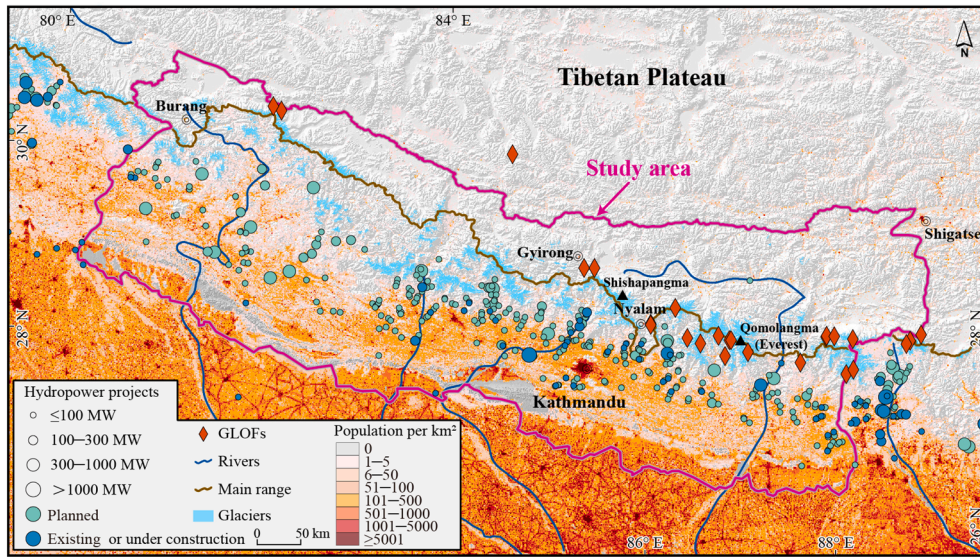 80° E
84° E
N
Tibetan Plateau
Burang
30° N
Study area
Shigatse
Gyirong
Shishapangma
Nyalam
28° N
28° N
Qomolangma
(Everest)
Kathmandu
Hydropower projects
≤100 MW
100–300 MW
300–1000 MW
>1000 MW
Planned
Existing or under construction
GLOFs
Rivers
Main range
Glaciers
0 50 km
Population per km²
0
1–5
6–50
51–100
101–500
501–1000
1001–5000
≥5001
86° E
88° E
26° N